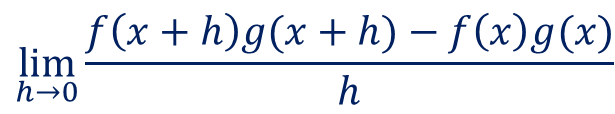 lim h→0 f(x + h)g(x + h) − f(x)g(x) / h